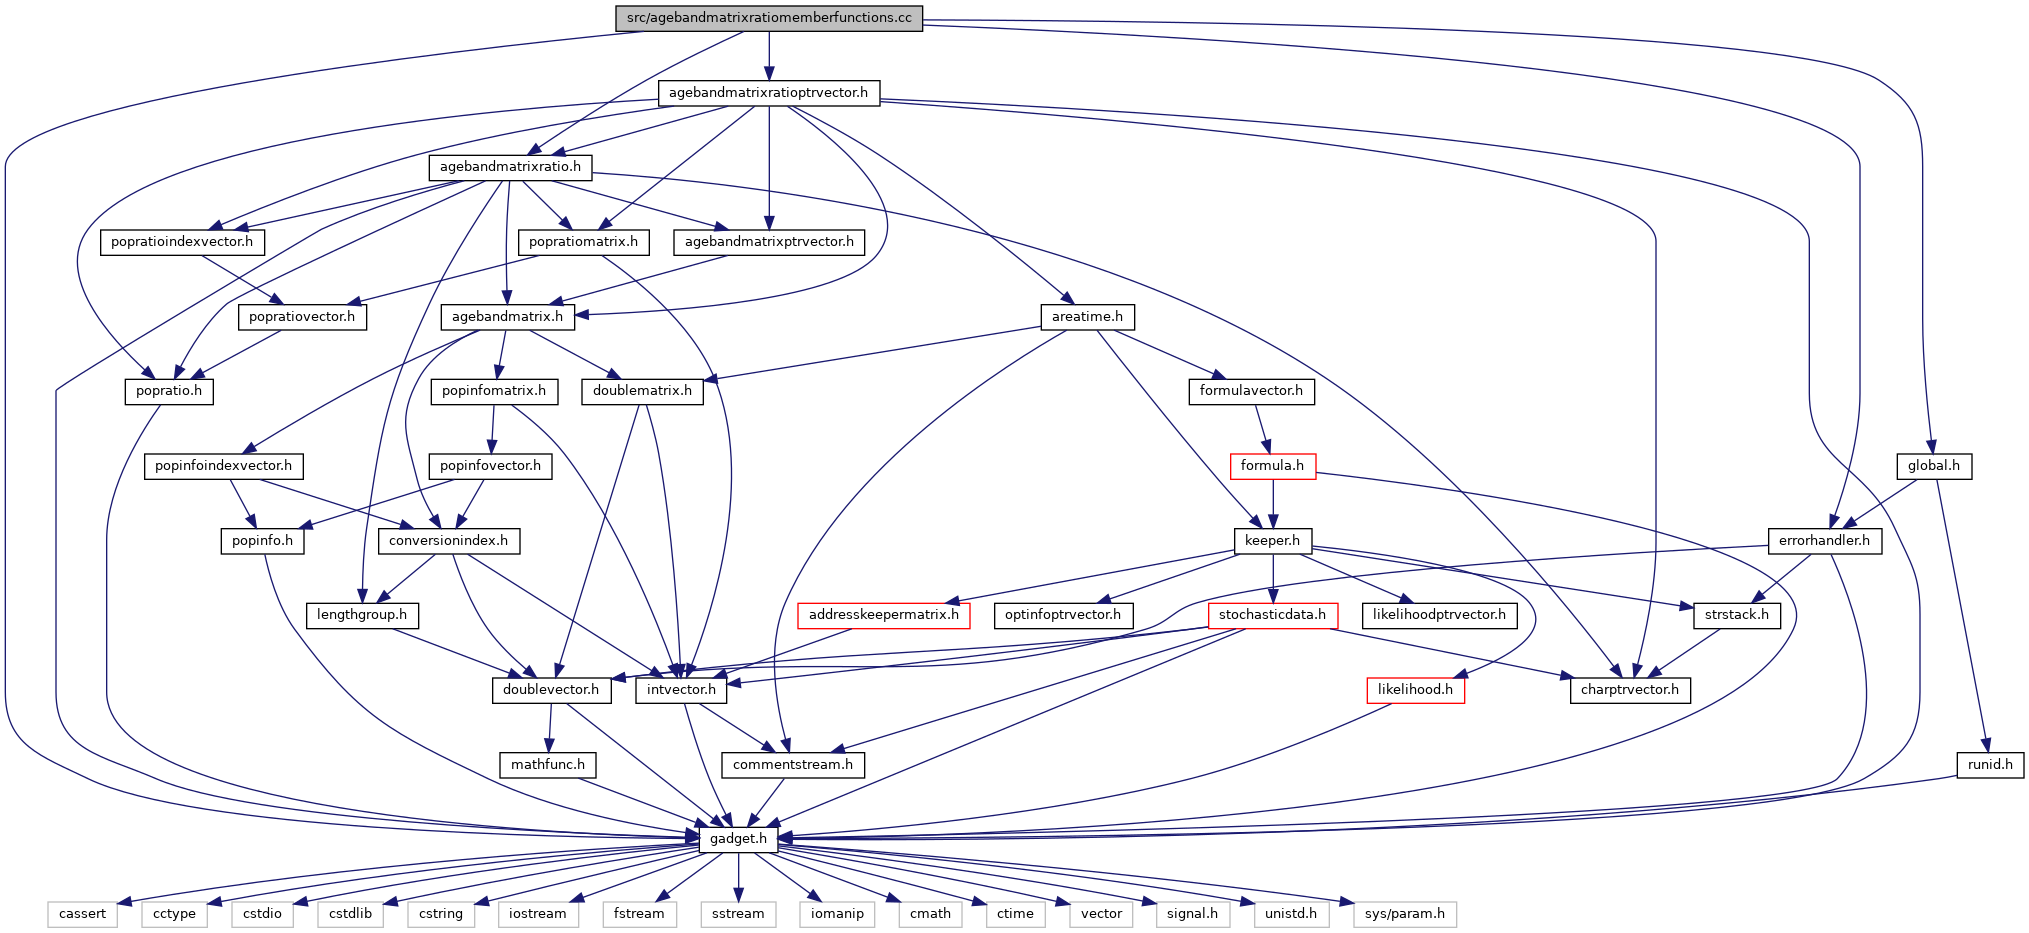 src/agebandmatrixratiomemberfunctions.cc
agebandmatrixratioptrvector.h
agebandmatrixratio.h
popratioindexvector.h
popratiomatrix.h
agebandmatrixptrvector.h
popratiovector.h
agebandmatrix.h
areatime.h
popratio.h
popinfomatrix.h
doublematrix.h
formulavector.h
popinfoindexvector.h
popinfovector.h
formula.h
global.h
popinfo.h
conversionindex.h
keeper.h
errorhandler.h
lengthgroup.h
addresskeepermatrix.h
optinfoptrvector.h
stochasticdata.h
likelihoodptrvector.h
strstack.h
doublevector.h
intvector.h
likelihood.h
charptrvector.h
mathfunc.h
commentstream.h
runid.h
gadget.h
cassert
cctype
cstdio
cstdlib
cstring
iostream
fstream
sstream
iomanip
cmath
ctime
vector
signal.h
unistd.h
sys/param.h